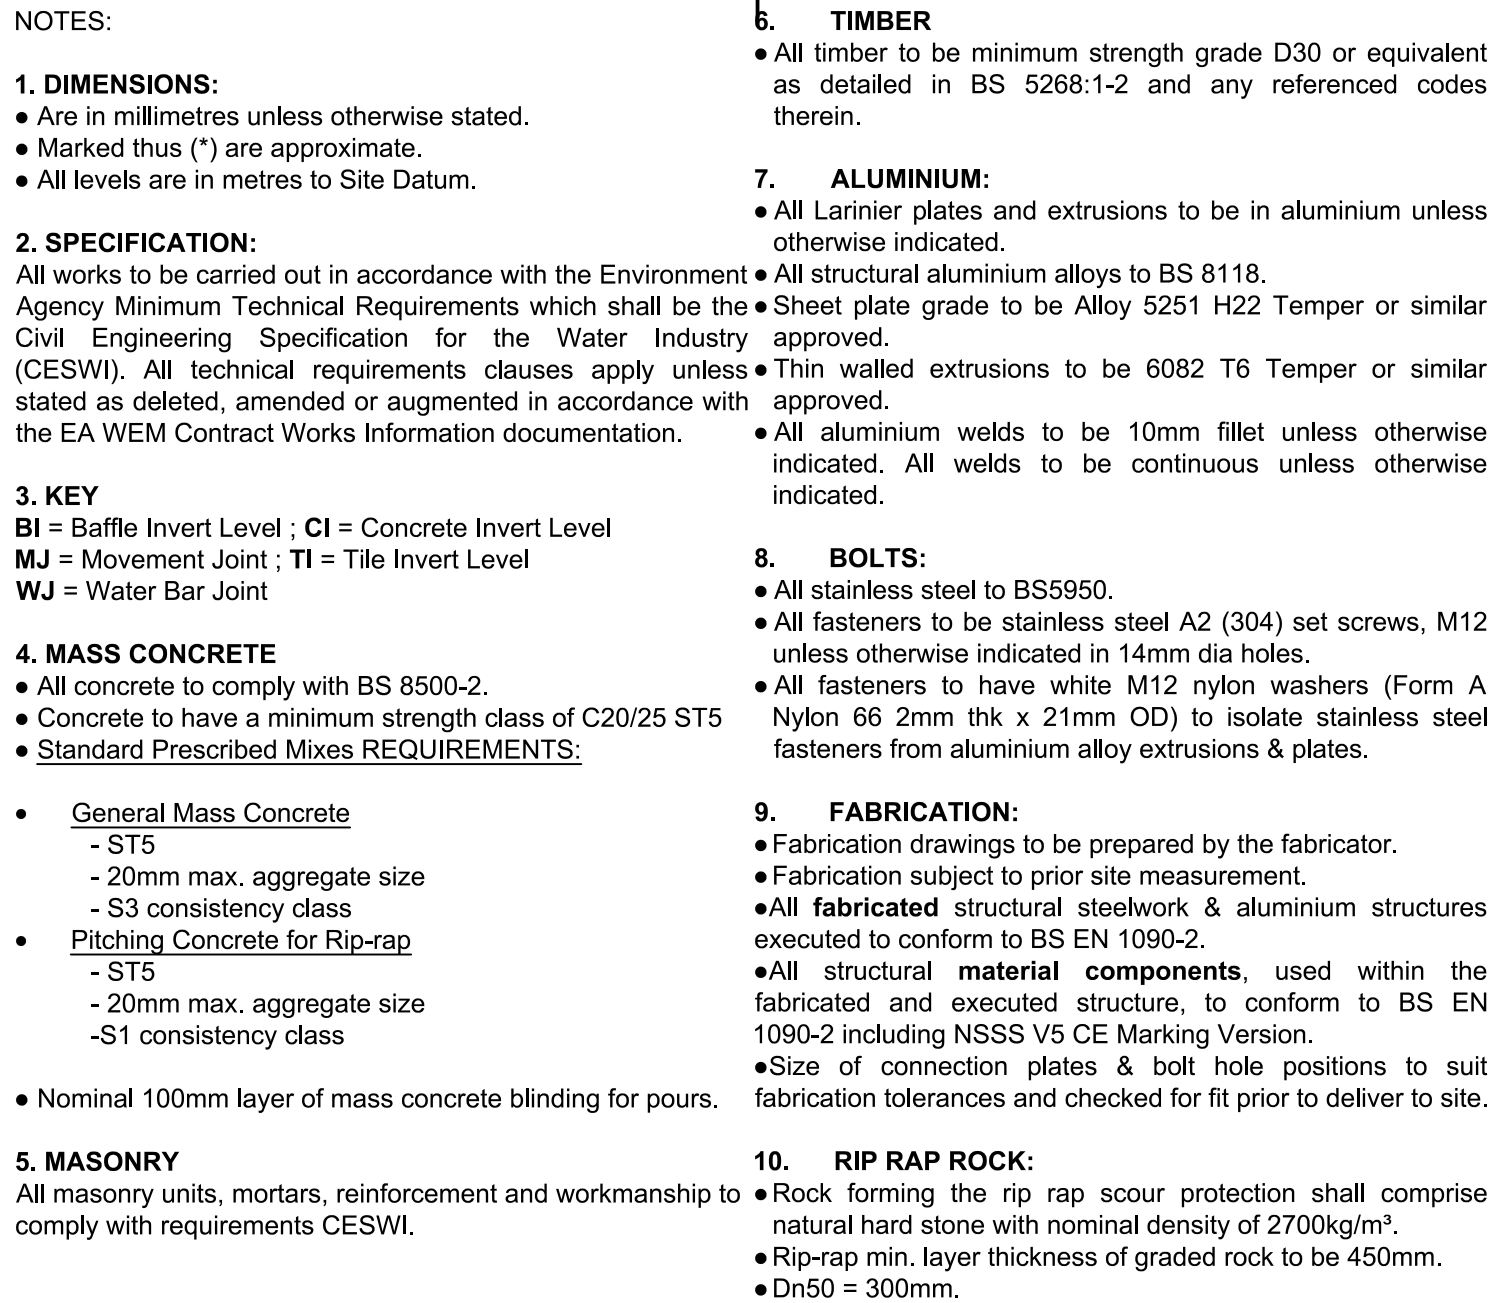 NOTES:
1. DIMENSIONS:
● Are in millimetres unless otherwise stated.
● Marked thus (*) are approximate.
● All levels are in metres to Site Datum.
2. SPECIFICATION:
All works to be carried out in accordance with the Environment
Agency Minimum Technical Requirements which shall be the
Civil Engineering Specification for the Water Industry
(CESWI). All technical requirements clauses apply unless
stated as deleted, amended or augmented in accordance with
the EA WEM Contract Works Information documentation.
3. KEY
BI = Baffle Invert Level ; CI = Concrete Invert Level
MJ = Movement Joint ; TI = Tile Invert Level
WJ = Water Bar Joint
4. MASS CONCRETE
● All concrete to comply with BS 8500-2.
● Concrete to have a minimum strength class of C20/25 ST5
● Standard Prescribed Mixes REQUIREMENTS:
● General Mass Concrete
- ST5
- 20mm max. aggregate size
- S3 consistency class
● Pitching Concrete for Rip-rap
- ST5
- 20mm max. aggregate size
-S1 consistency class
● Nominal 100mm layer of mass concrete blinding for pours.
5. MASONRY
All masonry units, mortars, reinforcement and workmanship to
comply with requirements CESWI.
6. TIMBER
● All timber to be minimum strength grade D30 or equivalent
as detailed in BS 5268:1-2 and any referenced codes
therein.
7. ALUMINIUM:
● All Larinier plates and extrusions to be in aluminium unless
otherwise indicated.
● All structural aluminium alloys to BS 8118.
● Sheet plate grade to be Alloy 5251 H22 Temper or similar
approved.
● Thin walled extrusions to be 6082 T6 Temper or similar
approved.
● All aluminium welds to be 10mm fillet unless otherwise
indicated. All welds to be continuous unless otherwise
indicated.
8. BOLTS:
● All stainless steel to BS5950.
● All fasteners to be stainless steel A2 (304) set screws, M12
unless otherwise indicated in 14mm dia holes.
● All fasteners to have white M12 nylon washers (Form A
Nylon 66 2mm thk x 21mm OD) to isolate stainless steel
fasteners from aluminium alloy extrusions & plates.
9. FABRICATION:
● Fabrication drawings to be prepared by the fabricator.
● Fabrication subject to prior site measurement.
●All fabricated structural steelwork & aluminium structures
executed to conform to BS EN 1090-2.
●All structural material components, used within the
fabricated and executed structure, to conform to BS EN
1090-2 including NSSS V5 CE Marking Version.
●Size of connection plates & bolt hole positions to suit
fabrication tolerances and checked for fit prior to deliver to site.
10. RIP RAP ROCK:
● Rock forming the rip rap scour protection shall comprise
natural hard stone with nominal density of 2700kg/m³.
● Rip-rap min. layer thickness of graded rock to be 450mm.
● Dn50 = 300mm.